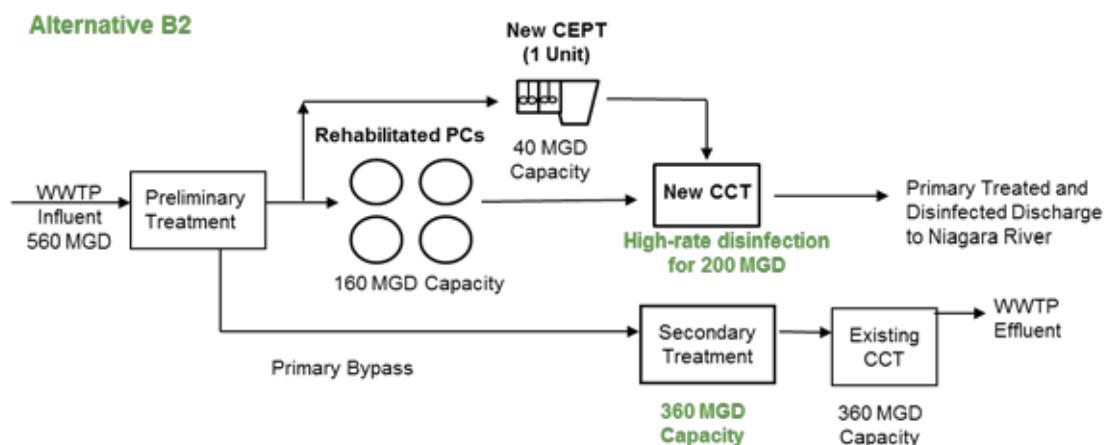 Alternative B2
New CEPT
(1 Unit)
Rehabilitated PCs
40 MGD
Capacity
WWTP
Influent
560 MGD
Preliminary
Treatment
New CCT
Primary Treated and
Disinfected Discharge
to Niagara River
High-rate disinfection
for 200 MGD
160 MGD Capacity
WWTP
Effluent
Secondary
Treatment
Existing
CCT
Primary Bypass
360 MGD
Capacity
360 MGD
Capacity